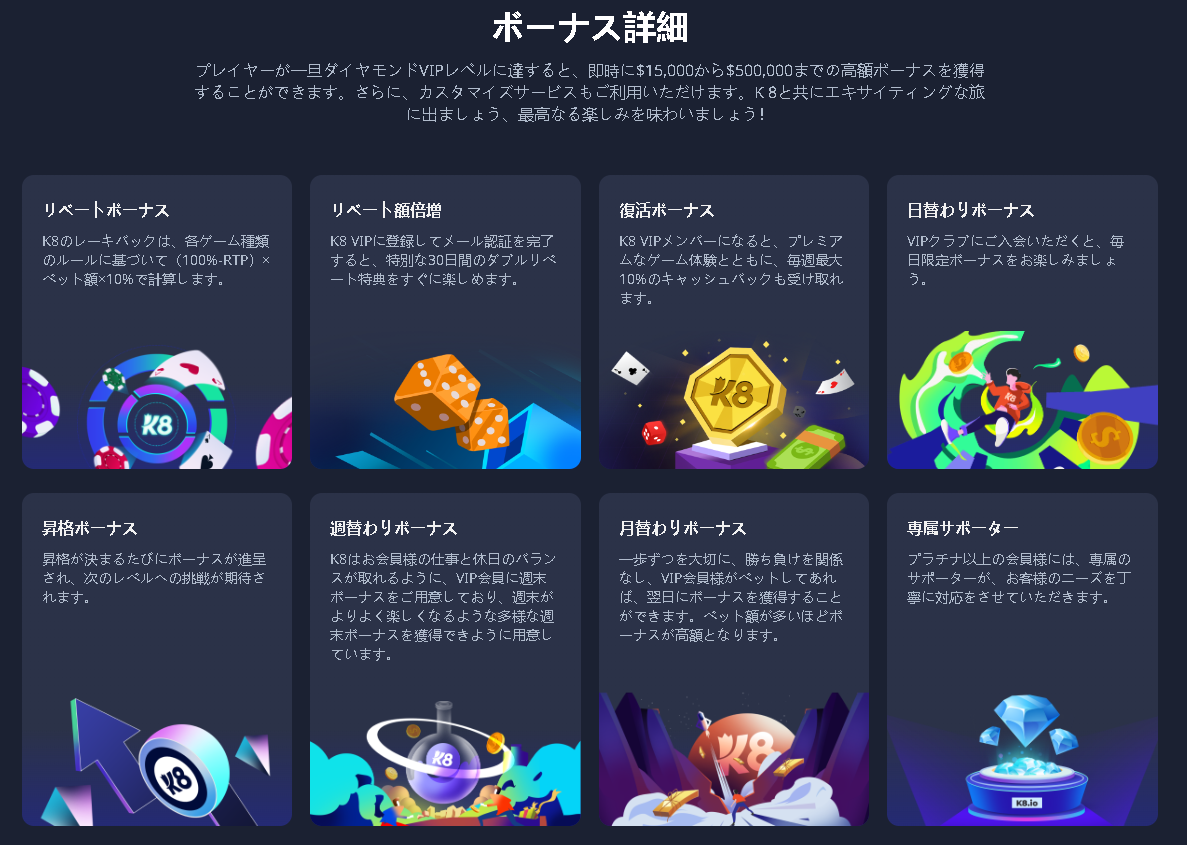 ボーナス詳細
プレイヤーが一旦ダイヤモンドVIPレベルに達すると、即時に$15,000から$500,000までの高額ボーナスを獲得
することができます。さらに、カスタマイズサービスもご利用いただけます。K8と共にエキサイティングな旅
に出ましょう、最高なる楽しみを味わいましょう！
リベートボーナス
K8のレーキバックは、各ゲーム種類
のルールに基づいて（100%-RTP）×
ベット額×10%で計算します。
K8
リベート額倍増
K8 VIPに登録してメール認証を完了
すると、特別な30日間のダブルリベ
ート特典をすぐに楽しめます。
復活ボーナス
K8 VIPメンバーになると、プレミア
ムなゲーム体験とともに、毎週最大
10%のキャッシュバックも受け取れ
ます。
K8
日替わりボーナス
VIPクラブにご入会いただくと、毎
日限定ボーナスをお楽しみましょ
う。
K8
昇格ボーナス
昇格が決まるたびにボーナスが進呈
され、次のレベルへの挑戦が期待さ
れます。
K8
週替わりボーナス
K8はお会員様の仕事と休日のバラン
スが取れるように、VIP会員に週末
ボーナスをご用意しており、週末が
よりよく楽しくなるような多様な週
末ボーナスを獲得できように用意し
ています。
K8
月替わりボーナス
一歩ずつを大切に、勝ち負けを関係
なし、VIP会員様がベットしてあれ
ば、翌日にボーナスを獲得すること
ができます。ベット額が多いほどボ
ーナスが高額となります。
K8
専属サポーター
プラチナ以上の会員様には、専属の
サポーターが、お客様のニーズを丁
寧に対応をさせていただきます。
K8.io